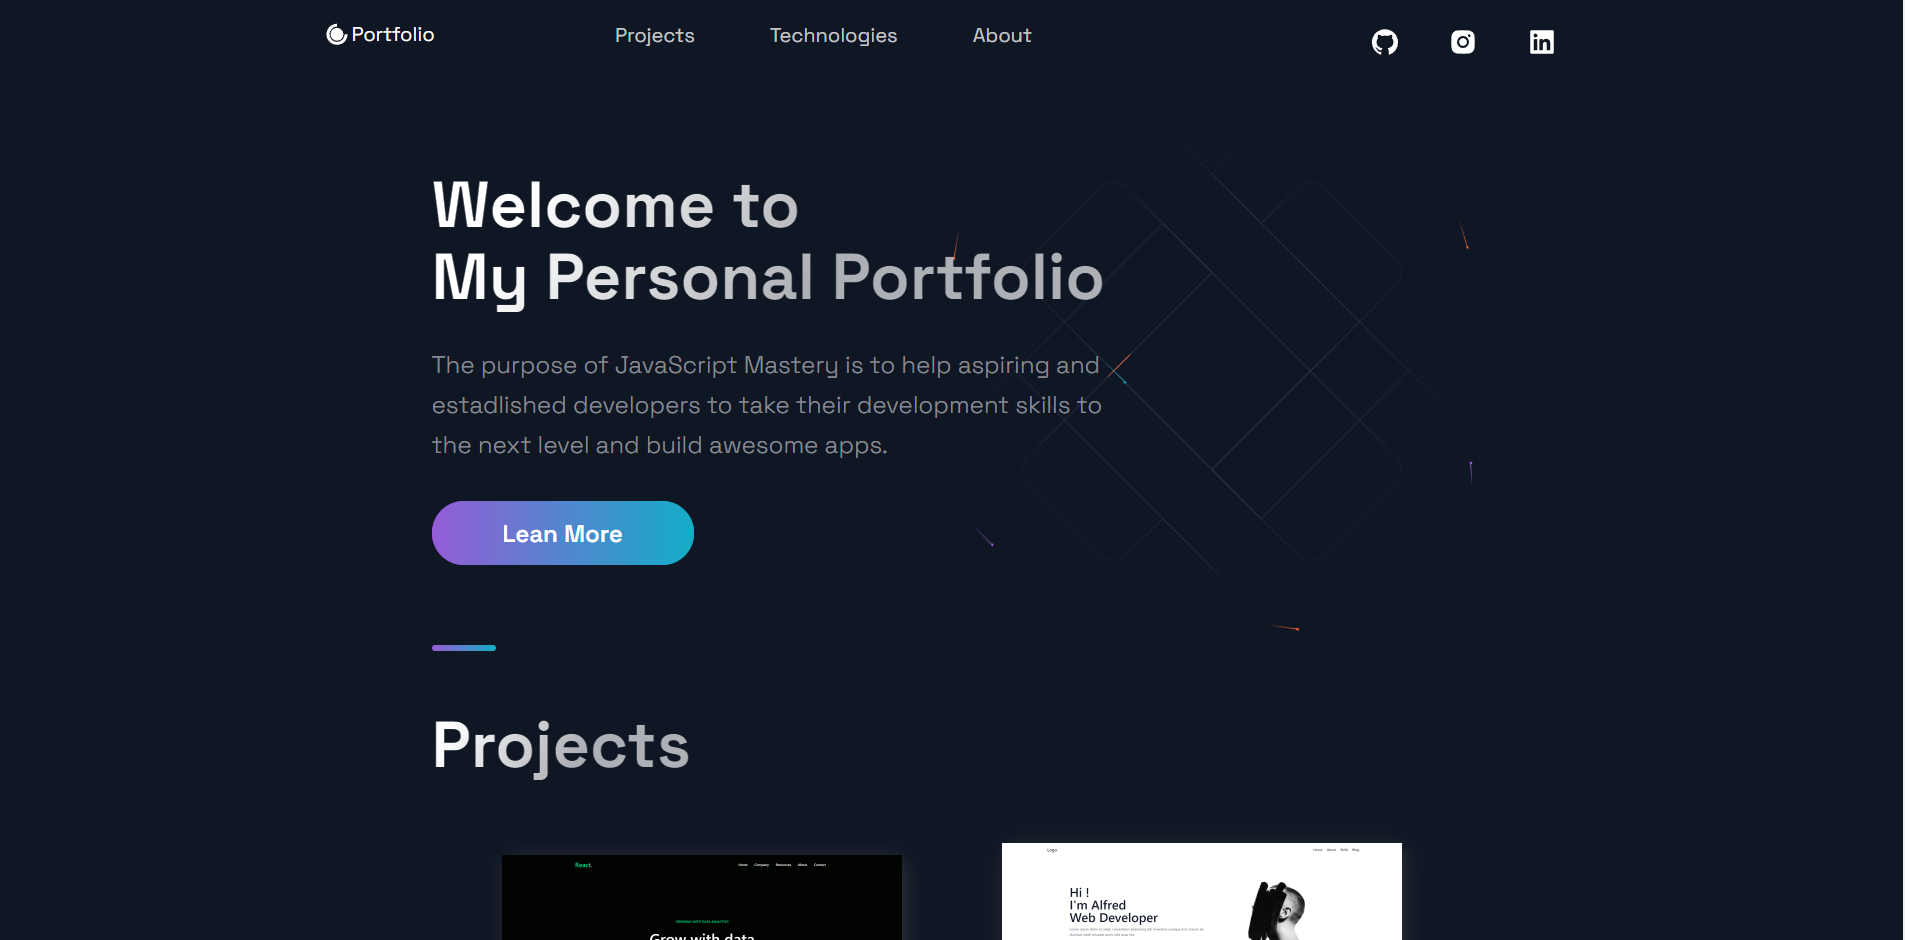 Portfolio
Projects
Technologies
About
Welcome to
My Personal Portfolio
The purpose of JavaScript Mastery is to help aspiring and
estadlished developers to take their development skills to
the next level and build awesome apps.
Lean More
Projects
React.
Home Company Resources About Contact
GROWING WITH DATA ANALYTICS
Grow with data
Logo
Home About Skills Blog
Hi !
I'm Alfred
Web Developer